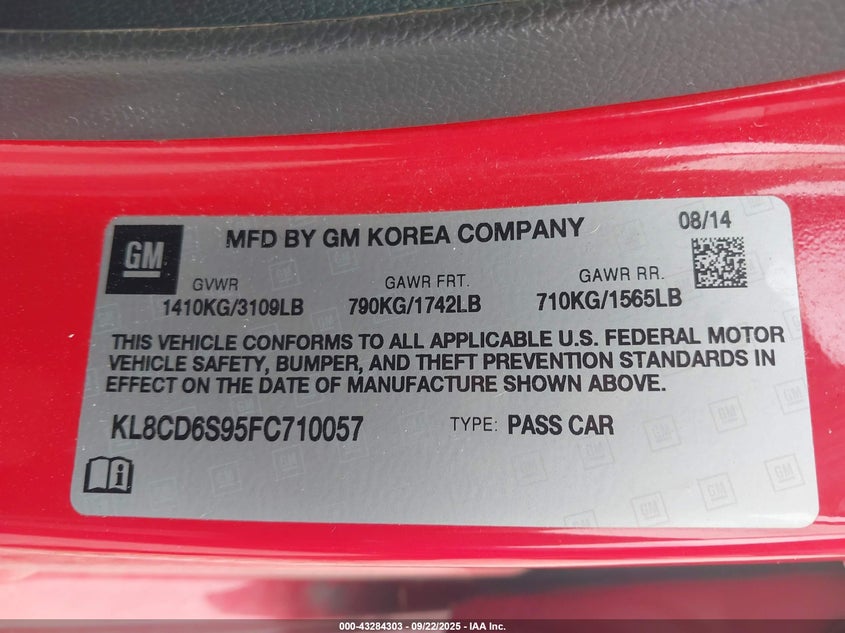 GM
MFD BY GM KOREA COMPANY
08/14
GVWR
GAWR FRT.
GAWR RR.
1410KG/3109LB
790KG/1742LB
710KG/1565LB
THIS VEHICLE CONFORMS TO ALL APPLICABLE U.S. FEDERAL MOTOR
VEHICLE SAFETY, BUMPER, AND THEFT PREVENTION STANDARDS IN
EFFECT ON THE DATE OF MANUFACTURE SHOWN ABOVE.
KL8CD6S95FC710057
TYPE: PASS CAR
000-43284303 - 09/22/2025 - IAA Inc.